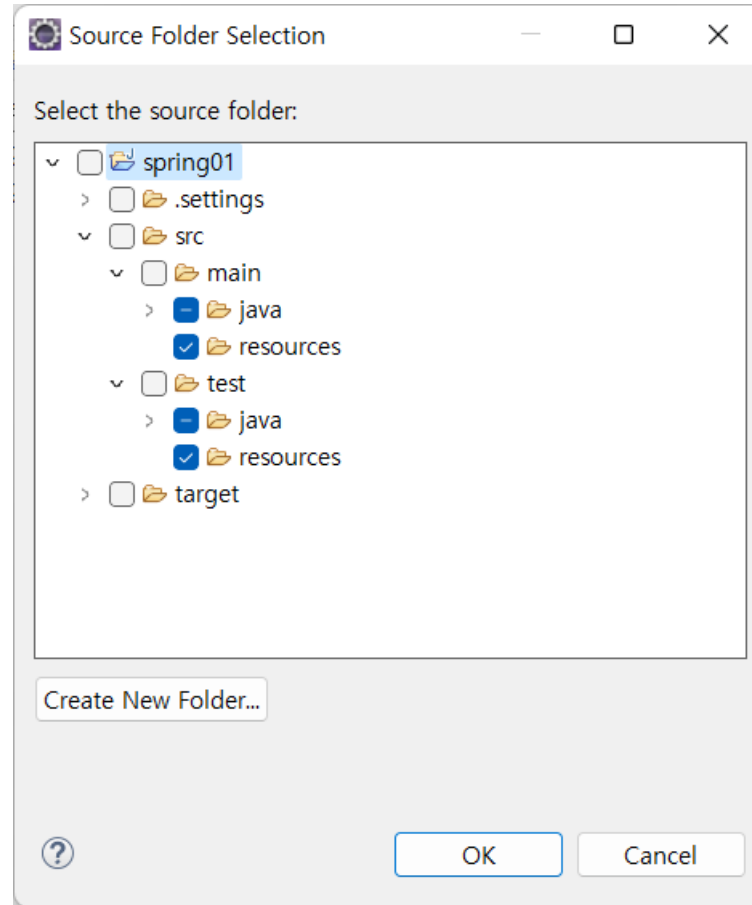 Source Folder Selection
Select the source folder:
spring01
.settings
src
main
java
resources
test
java
resources
target
Create New Folder...
OK
Cancel